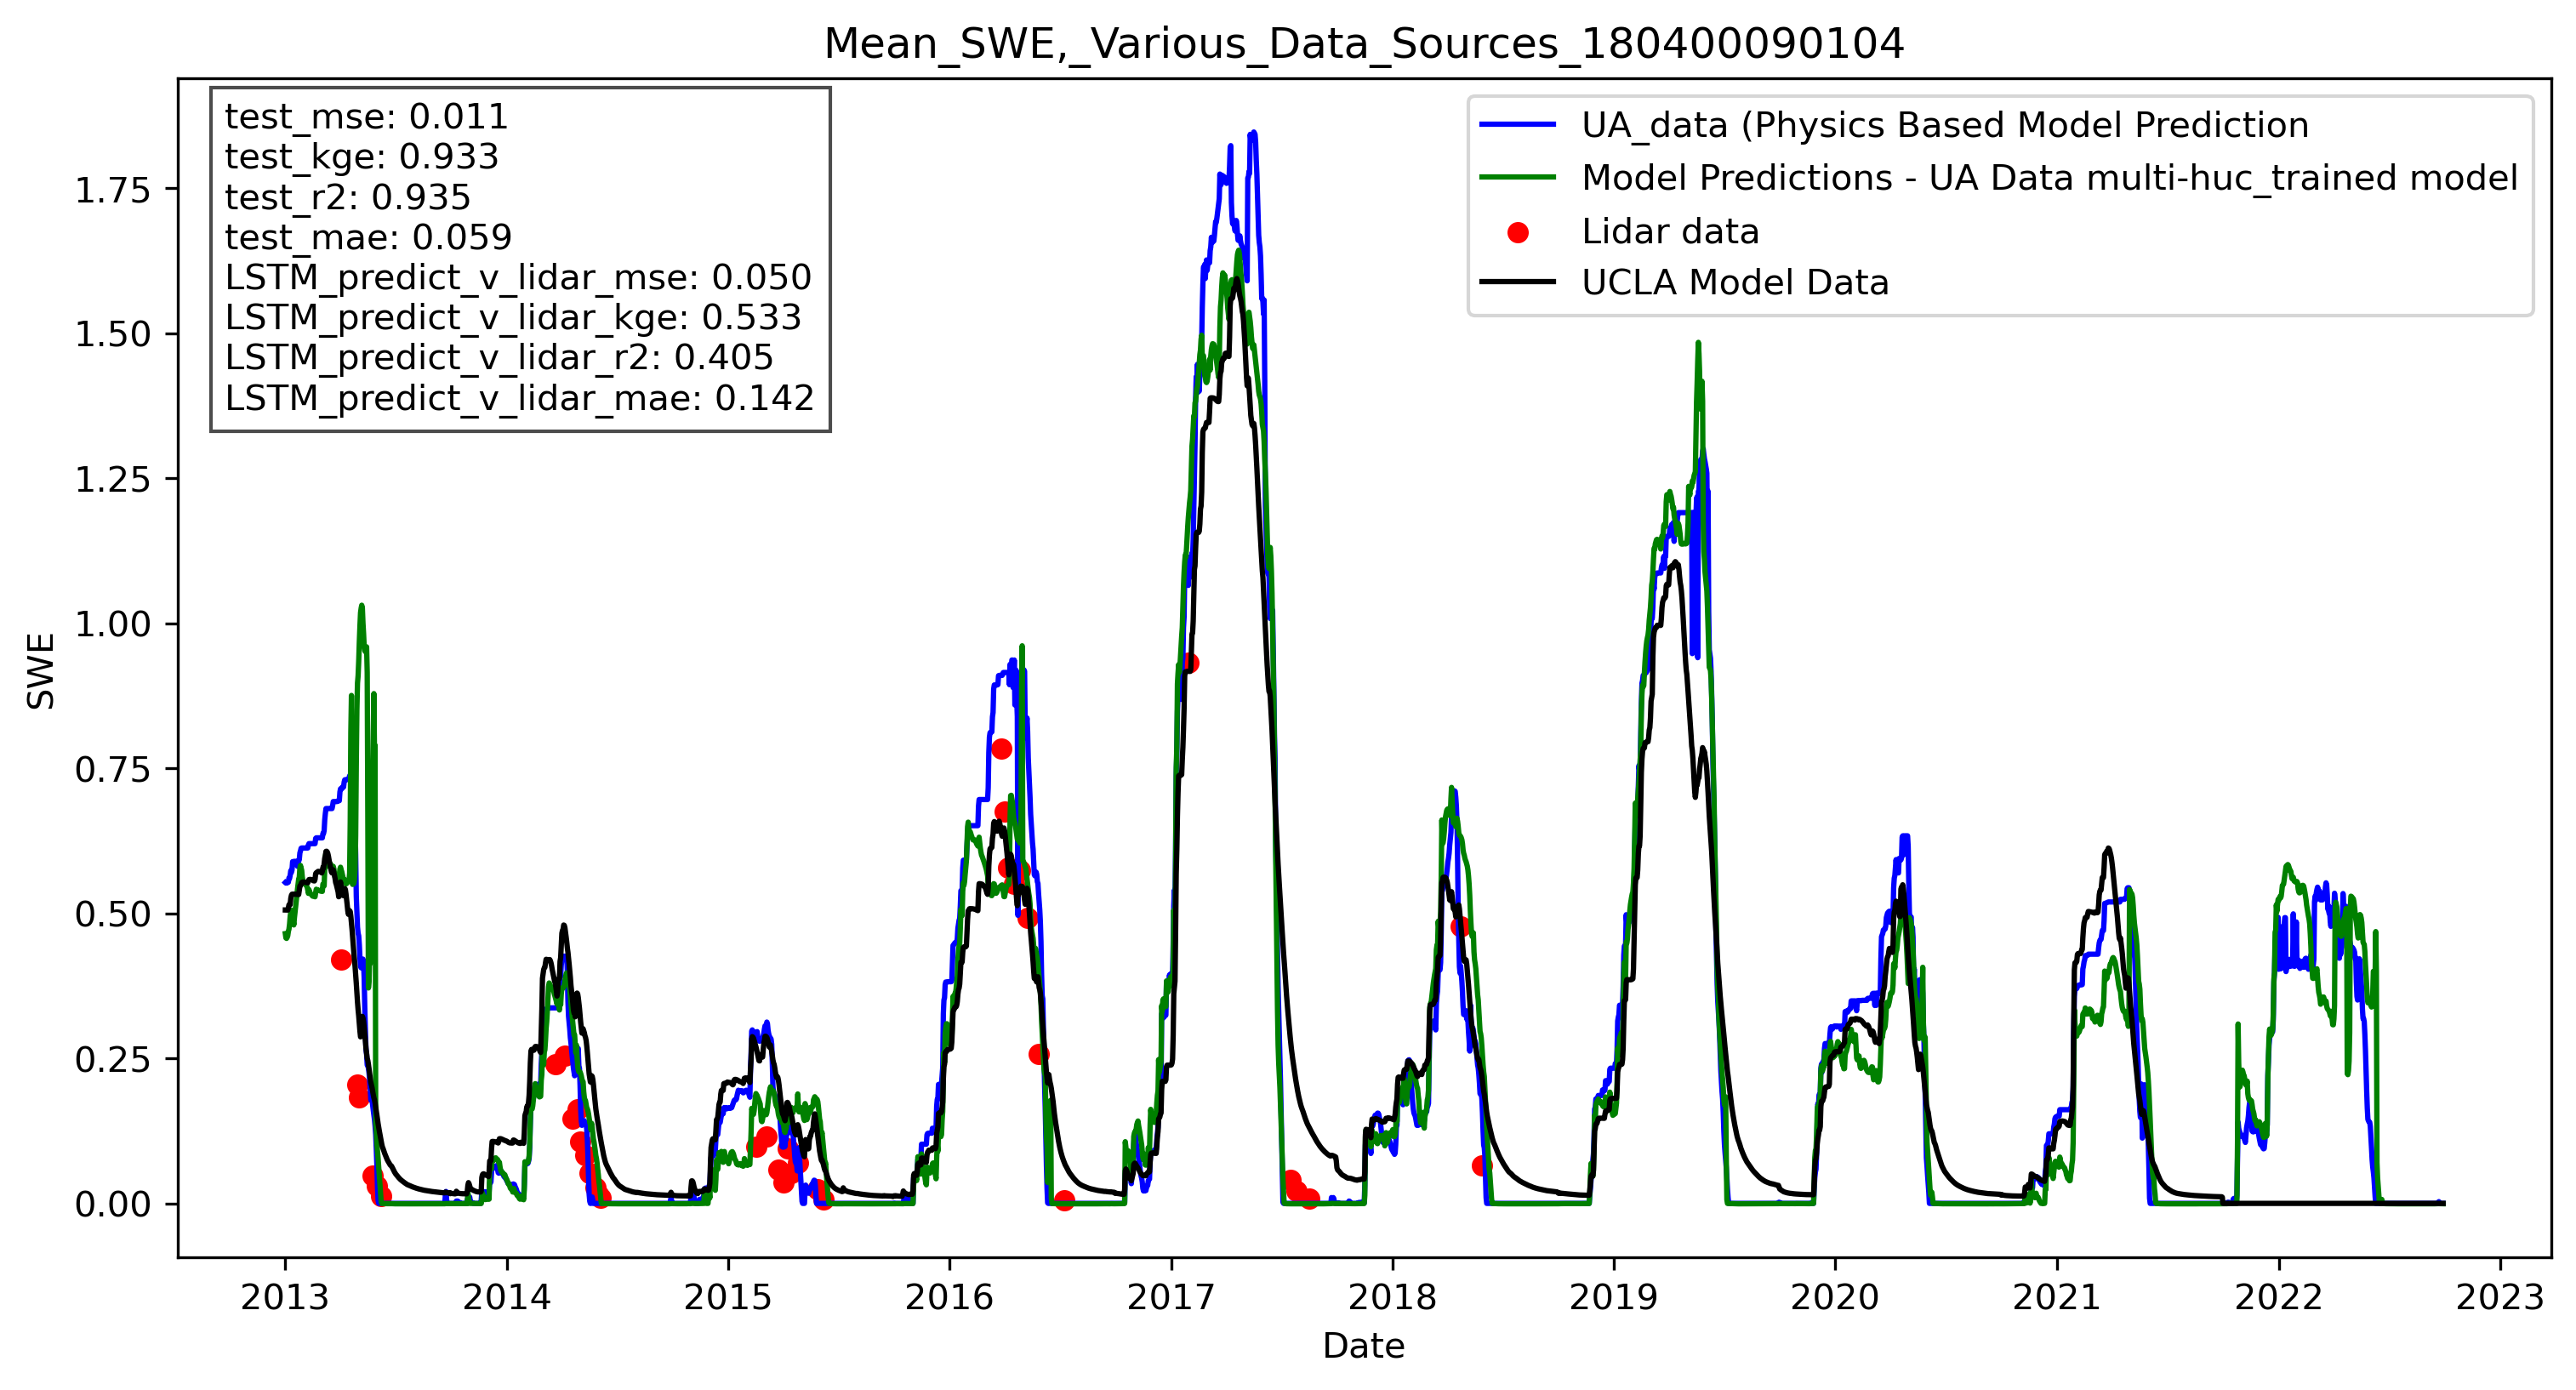 Mean_SWE,_Various_Data_Sources_180400090104
test_mse: 0.011
test_kge: 0.933
test_r2: 0.935
test_mae: 0.059
LSTM_predict_v_lidar_mse: 0.050
LSTM_predict_v_lidar_kge: 0.533
LSTM_predict_v_lidar_r2: 0.405
LSTM_predict_v_lidar_mae: 0.142
UA_data (Physics Based Model Prediction
Model Predictions - UA Data multi-huc_trained model
Lidar data
UCLA Model Data
SWE
1.75
1.50
1.25
1.00
0.75
0.50
0.25
0.00
2013 2014 2015 2016 2017 2018 2019 2020 2021 2022 2023
Date